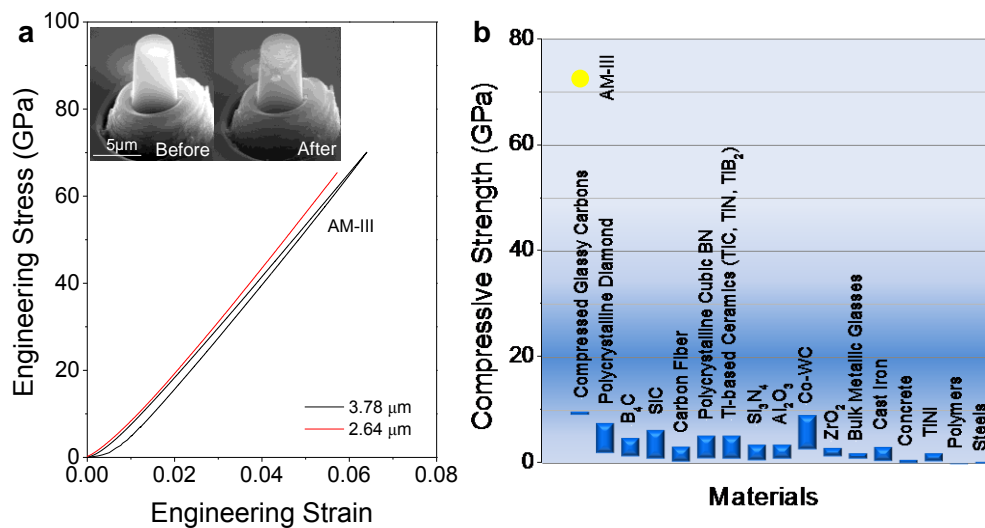 a
100
80
60
40
20
0
0.00 0.02 0.04 0.06 0.08
Engineering Stress (GPa)
Engineering Strain
5µm
Before
After
AM-III
3.78 µm
2.64 µm
b
80
60
40
20
0
Compressive Strength (GPa)
Materials
AM-III
Compressed Glassy Carbons
Polycrystalline Diamond
B4C
SiC
Carbon Fiber
Polycrystalline Cubic BN
Ti-based Ceramics (TiC, TiN, TiB2)
Si3N4
Al2O3
Co-WC
ZrO2
Bulk Metallic Glasses
Cast Iron
Concrete
TiNi
Polymers
Steels